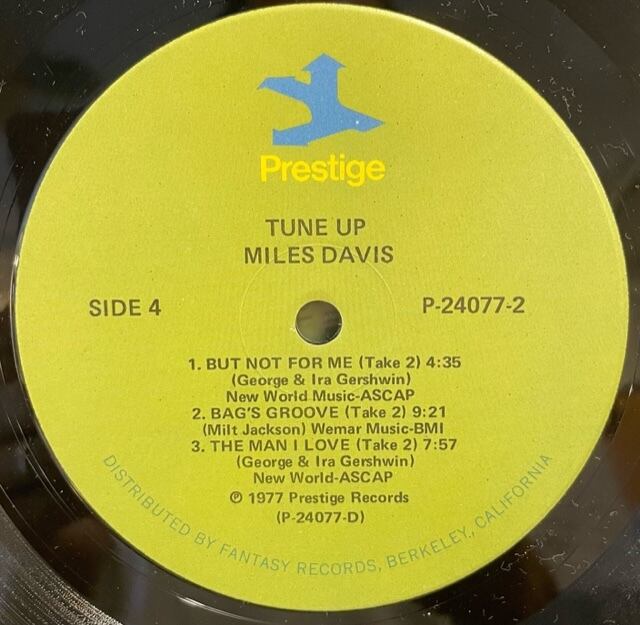 Prestige
TUNE UP
MILES DAVIS
SIDE 4
P-24077-2
1. BUT NOT FOR ME (Take 2) 4:35
(George & Ira Gershwin)
New World Music-ASCAP
2. BAG'S GROOVE (Take 2) 9:21
(Milt Jackson) Wemar Music-BMI
3. THE MAN I LOVE (Take 2) 7:57
(George & Ira Gershwin)
New World-ASCAP
℗ 1977 Prestige Records
(P-24077-D)
DISTRIBUTED BY FANTASY RECORDS, BERKELEY, CALIFORNIA